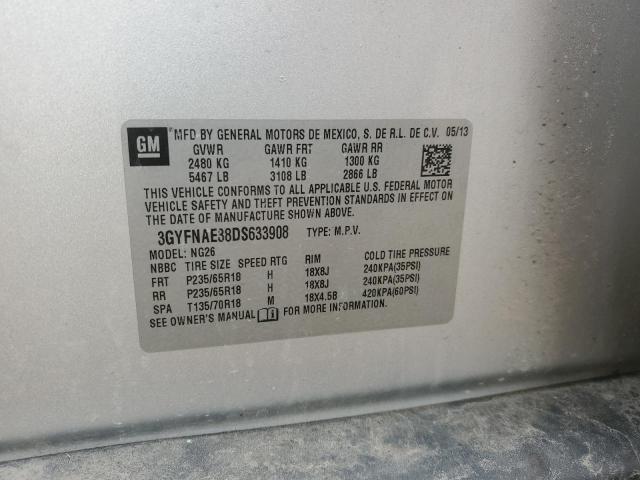 GM
MFD BY GENERAL MOTORS DE MEXICO, S. DE R.L. DE C.V. 05/13
GVWR GAWR FRT GAWR RR
2480 KG 1410 KG 1300 KG
5467 LB 3108 LB 2866 LB
THIS VEHICLE CONFORMS TO ALL APPLICABLE U.S. FEDERAL MOTOR
VEHICLE SAFETY AND THEFT PREVENTION STANDARDS IN EFFECT ON
THE DATE OF MANUFACTURE SHOWN ABOVE.
3GYFNAE38DS633908 TYPE: M.P.V.
MODEL: NG26
NBBC TIRE SIZE SPEED RTG RIM COLD TIRE PRESSURE
FRT P235/65R18 H 18X8J 240KPA(35PSI)
RR P235/65R18 H 18X8J 240KPA(35PSI)
SPA T135/70R18 M 18X4.5B 420KPA(60PSI)
SEE OWNER'S MANUAL FOR MORE INFORMATION.